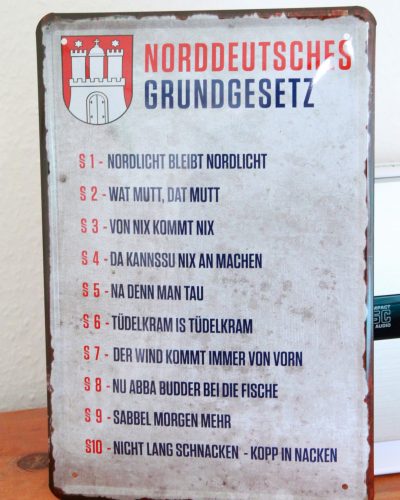 NORDDEUTSCHES
GRUNDGESETZ
§ 1 - NORDLICHT BLEIBT NORDLICHT
§ 2 - WAT MUTT, DAT MUTT
§ 3 - VON NIX KOMMT NIX
§ 4 - DA KANNSSU NIX AN MACHEN
§ 5 - NA DENN MAN TAU
§ 6 - TÜDELKRAM IS TÜDELKRAM
§ 7 - DER WIND KOMMT IMMER VON VORN
§ 8 - NU ABBA BUDDER BEI DIE FISCHE
§ 9 - SABBEL MORGEN MEHR
§10 - NICHT LANG SCHNACKEN - KOPP IN NACKEN
AUDIO